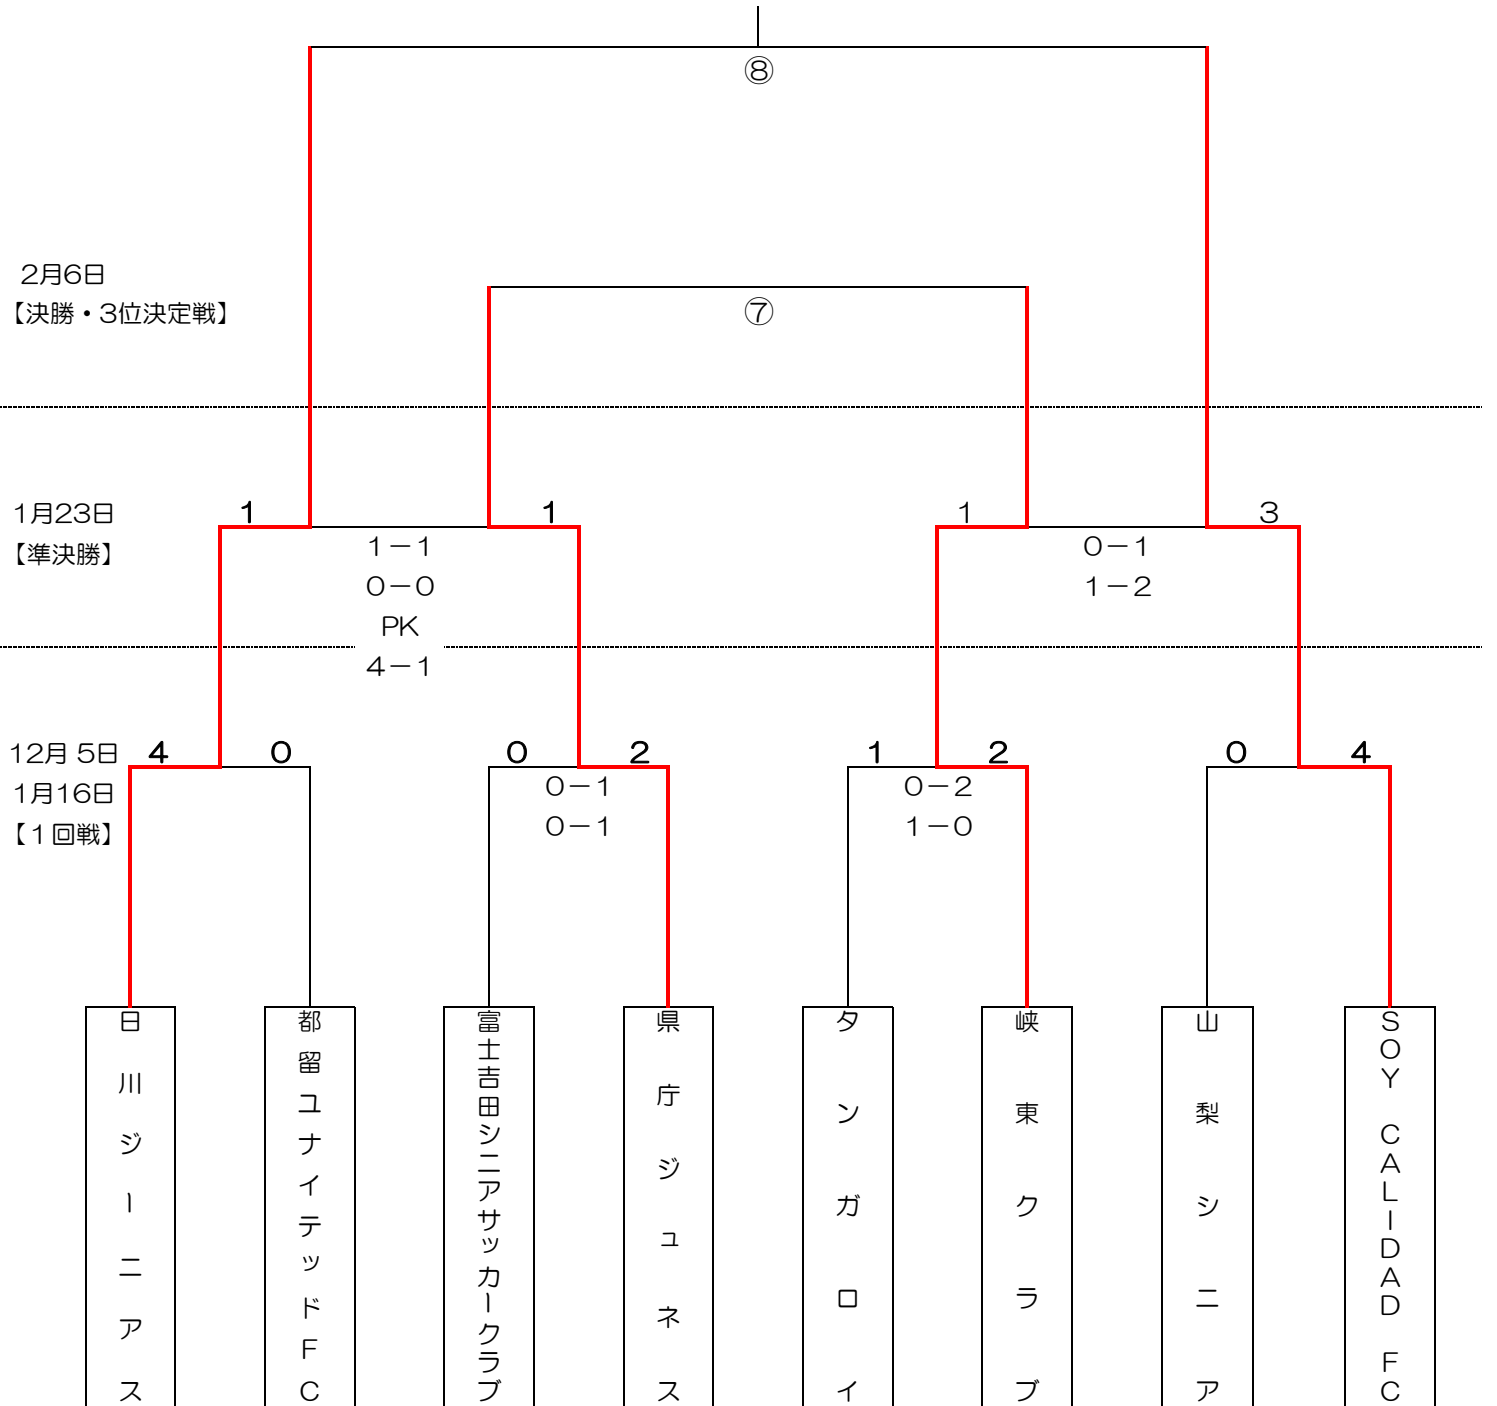 ⑧
2月6日
【決勝・3位決定戦】
⑦
1月23日
【準決勝】
1 1 1 3
1－1
0－0
PK
4－1
0－1
1－2
12月 5日
1月16日
【１回戦】
4 0 0 2 1 2 0 4
0－1
0－1
0－2
1－0
日川ジーニアス
都留ユナイテッドFC
富士吉田シニアサッカークラブ
県庁ジュネス
タンガロイ
峡東クラブ
山梨シニア
SOY CALIDAD FC